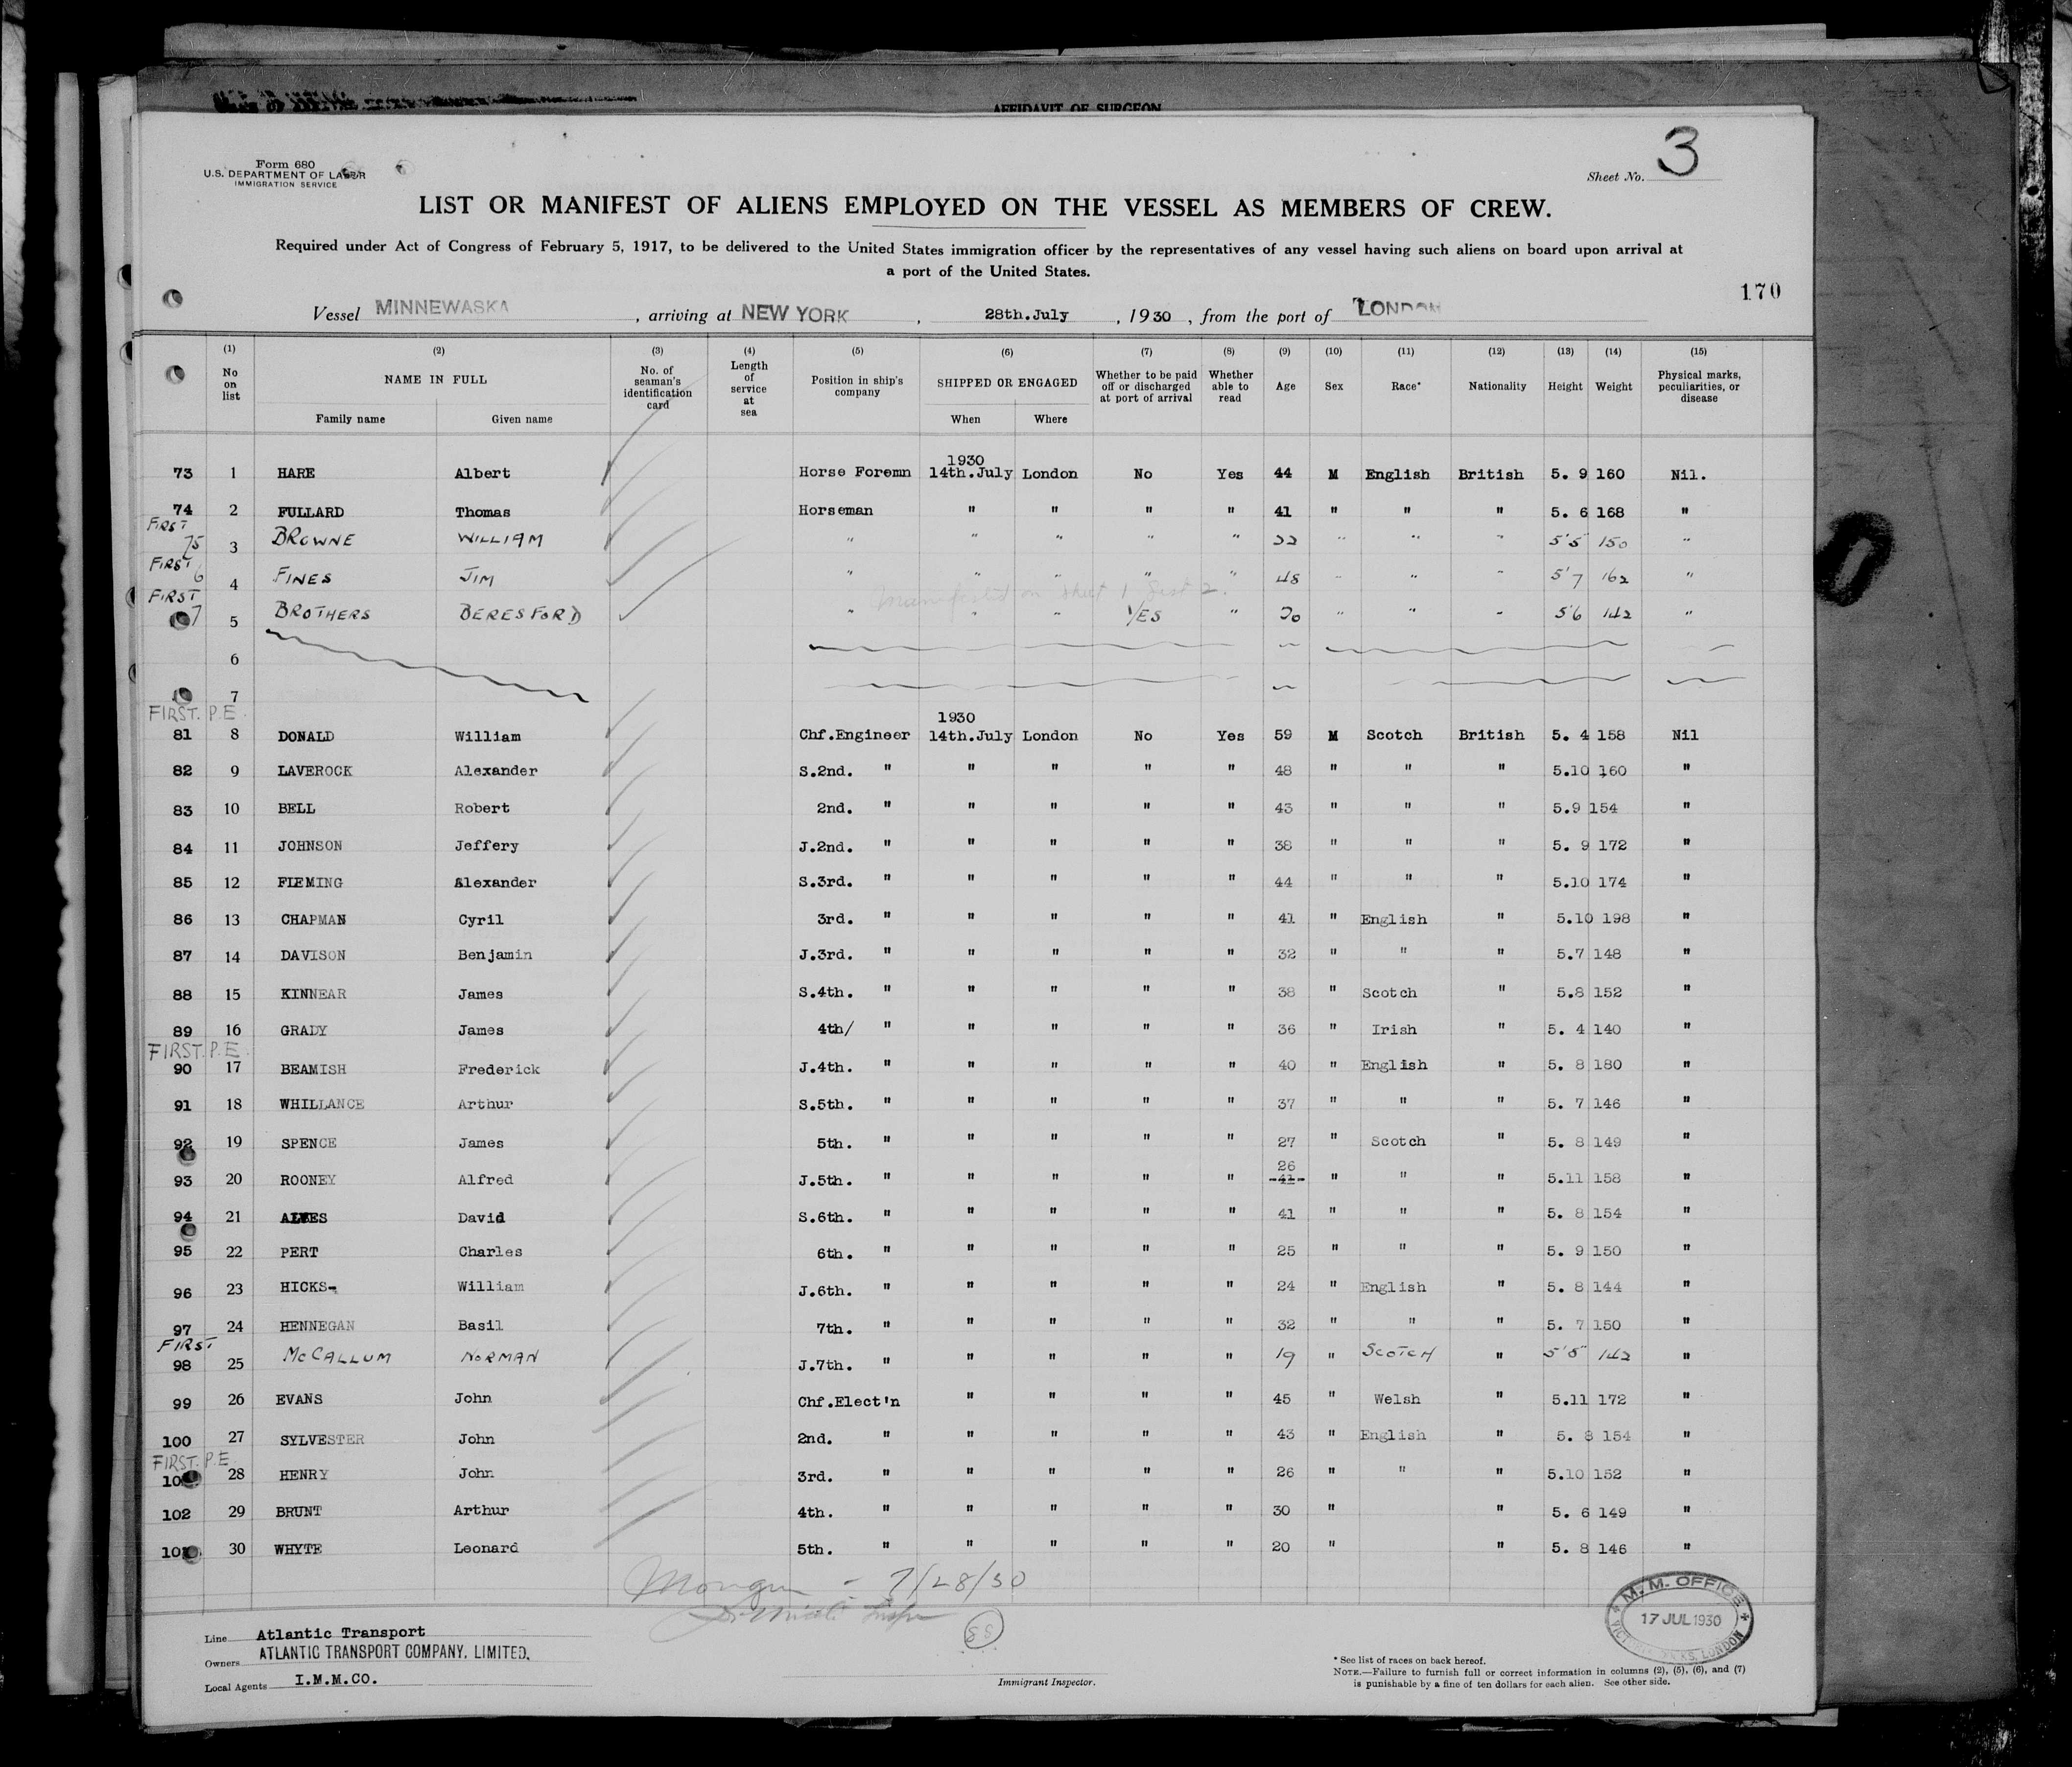 AFFIDAVIT OF SURGEON
Form 680
U.S. DEPARTMENT OF LABOR
IMMIGRATION SERVICE
Sheet No. 3
LIST OR MANIFEST OF ALIENS EMPLOYED ON THE VESSEL AS MEMBERS OF CREW.
Required under Act of Congress of February 5, 1917, to be delivered to the United States immigration officer by the representatives of any vessel having such aliens on board upon arrival at
a port of the United States.
170
Vessel MINNEWASKA, arriving at NEW YORK, 28th.July, 1930, from the port of LONDON
(1) (2) (3) (4) (5) (6) (7) (8) (9) (10) (11) (12) (13) (14) (15)
No on list NAME IN FULL Family name Given name No. of seaman's identification card Length of service at sea Position in ship's company SHIPPED OR ENGAGED When Where Whether to be paid off or discharged at port of arrival Whether able to read Age Sex Race* Nationality Height Weight Physical marks, peculiarities, or disease
1930
73 1 HARE Albert Horse Foremn 14th.July London No Yes 44 M English British 5. 9 160 Nil.
74 2 FULLARD Thomas Horseman " " " " 41 " " " 5. 6 168 "
FIRST
75 3 BROWNE WILLIAM " " " " " 22 " " " 5'5 150 "
FIRST
6 4 FINES JIM " " " " " 48 " " " 5'7 162 "
Manifested on sheet 1 list 2.
FIRST
7 5 BROTHERS BERESFORD " " " YES " 20 " " " 5'6 142 "
6
7
FIRST. P.E.
1930
81 8 DONALD William Chf.Engineer 14th.July London No Yes 59 M Scotch British 5. 4 158 Nil
82 9 LAVEROCK Alexander S.2nd. " " " " " 48 " " " 5.10 160 "
83 10 BELL Robert 2nd. " " " " " 43 " " " 5.9 154 "
84 11 JOHNSON Jeffery J.2nd. " " " " " 38 " " " 5. 9 172 "
85 12 FLEMING Alexander S.3rd. " " " " " 44 " " " 5.10 174 "
86 13 CHAPMAN Cyril 3rd. " " " " " 41 " English " 5.10 198 "
87 14 DAVISON Benjamin J.3rd. " " " " " 32 " " " 5.7 148 "
88 15 KINNEAR James S.4th. " " " " " 38 " Scotch " 5.8 152 "
89 16 GRADY James 4th/ " " " " " 36 " Irish " 5. 4 140 "
FIRST. P.E.
90 17 BEAMISH Frederick J.4th. " " " " " 40 " English " 5. 8 180 "
91 18 WHILLANCE Arthur S.5th. " " " " " 37 " " " 5. 7 146 "
92 19 SPENCE James 5th. " " " " " 27 " Scotch " 5. 8 149 "
26
93 20 ROONEY Alfred J.5th. " " " " " -41- " " " 5.11 158 "
94 21 ALVES David S.6th. " " " " " 41 " " " 5. 8 154 "
95 22 PERT Charles 6th. " " " " " 25 " " " 5. 9 150 "
96 23 HICKS- William J.6th. " " " " " 24 " English " 5. 8 144 "
97 24 HENNEGAN Basil 7th. " " " " " 32 " " " 5. 7 150 "
FIRST
98 25 McCALLUM NORMAN J.7th. " " " " " 19 " SCOTCH " 5'8" 142 "
99 26 EVANS John Chf.Elect'n " " " " 45 " Welsh " 5.11 172 "
100 27 SYLVESTER John 2nd. " " " " " 43 " English " 5. 8 154 "
FIRST. P.E.
10 28 HENRY John 3rd. " " " " " 26 " " " 5.10 152 "
102 29 BRUNT Arthur 4th. " " " " " 30 " " 5. 6 149 "
10 30 WHYTE Leonard 5th. " " " " " 20 " " 5. 8 146 "
7/28/30
M. M. OFFICE
17 JUL 1930
LONDON
Line Atlantic Transport
Owners ATLANTIC TRANSPORT COMPANY, LIMITED.
Local Agents I.M.M.CO.
Immigrant Inspector.
* See list of races on back hereof.
NOTE.—Failure to furnish full or correct information in columns (2), (5), (6), and (7)
is punishable by a fine of ten dollars for each alien. See other side.